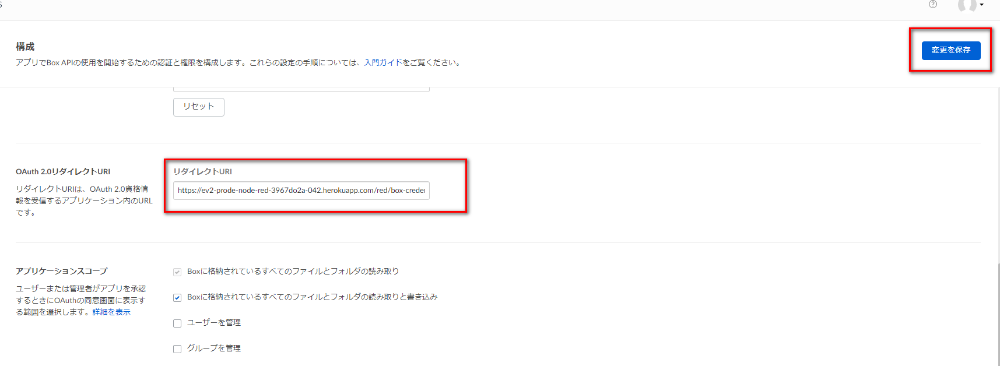 構成
変更を保存
アプリでBox APIの使用を開始するための認証と権限を構成します。これらの設定の手順については、入門ガイドをご覧ください。
リセット
OAuth 2.0リダイレクトURI
リダイレクトURIは、OAuth 2.0資格情
報を受信するアプリケーション内のURL
です。
リダイレクトURI
https://ev2-prode-node-red-3967do2a-042.herokuapp.com/red/box-creder
アプリケーションスコープ
ユーザーまたは管理者がアプリを承認
するときにOAuthの同意画面に表示す
る範囲を選択します。詳細を表示
Boxに格納されているすべてのファイルとフォルダの読み取り
Boxに格納されているすべてのファイルとフォルダの読み取りと書き込み
ユーザーを管理
グループを管理